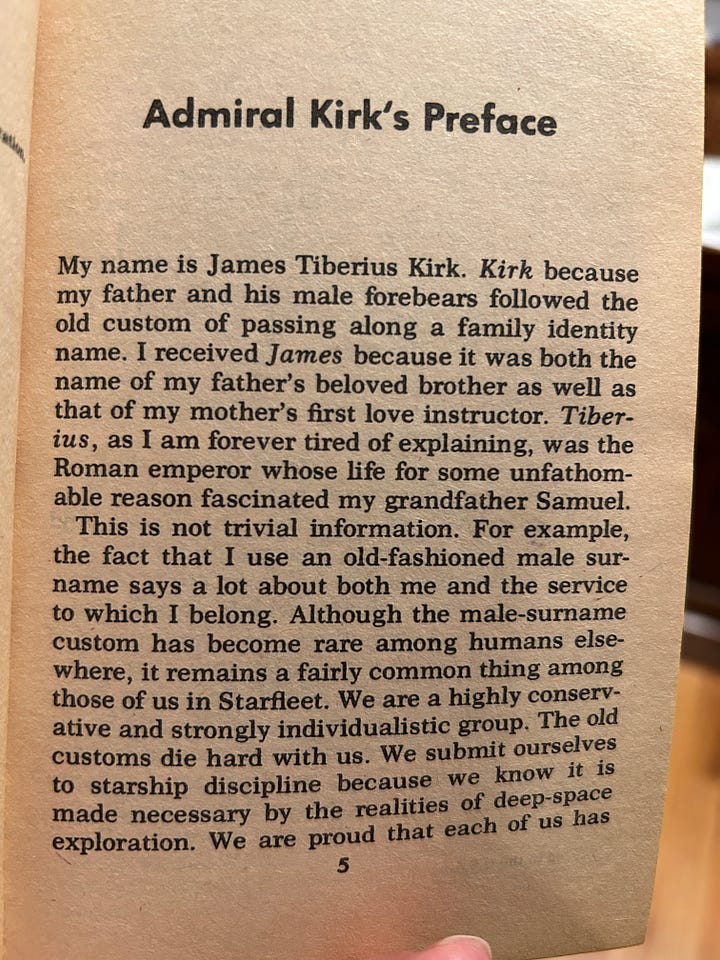 Admiral Kirk's Preface
My name is James Tiberius Kirk. Kirk because
my father and his male forebears followed the
old custom of passing along a family identity
name. I received James because it was both the
name of my father's beloved brother as well as
that of my mother's first love instructor. Tiber-
ius, as I am forever tired of explaining, was the
Roman emperor whose life for some unfathom-
able reason fascinated my grandfather Samuel.
This is not trivial information. For example,
the fact that I use an old-fashioned male sur-
name says a lot about both me and the service
to which I belong. Although the male-surname
custom has become rare among humans else-
where, it remains a fairly common thing among
those of us in Starfleet. We are a highly conserv-
ative and strongly individualistic group. The old
customs die hard with us. We submit ourselves
to starship discipline because we know it is
made necessary by the realities of deep-space
exploration. We are proud that each of us has
5